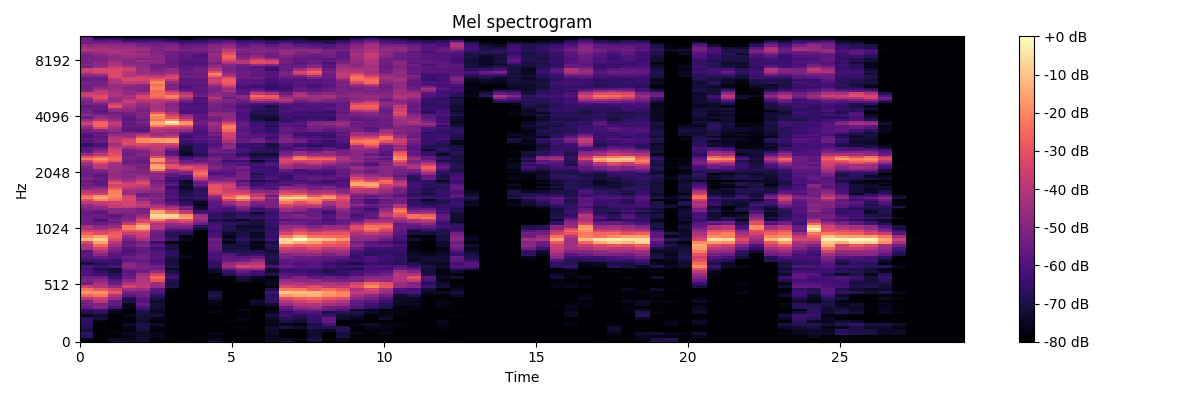 Mel spectrogram
8192
4096
2048
1024
512
0
Hz
0 5 10 15 20 25
Time
+0 dB
-10 dB
-20 dB
-30 dB
-40 dB
-50 dB
-60 dB
-70 dB
-80 dB